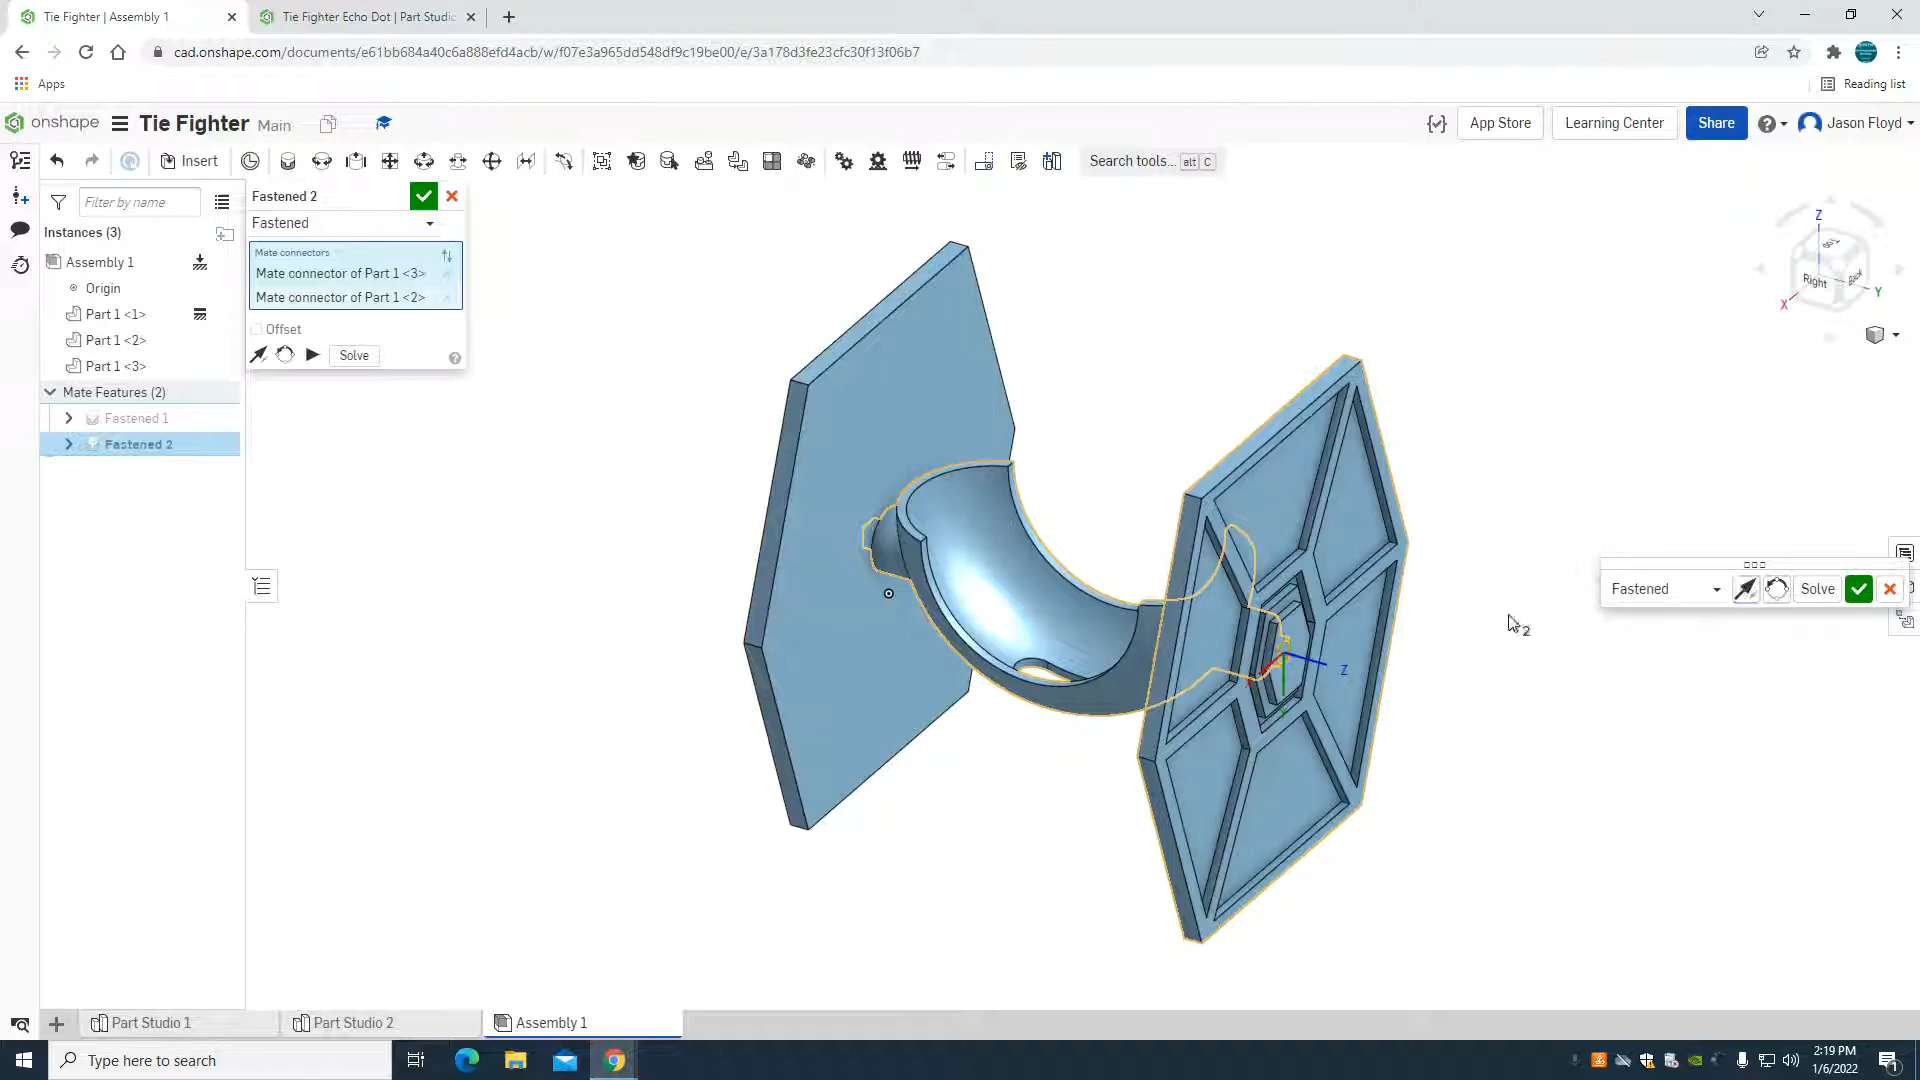 Tie Fighter | Assembly 1
Tie Fighter Echo Dot | Part Studio
cad.onshape.com/documents/e61bb684a40c6a888efd4acb/w/f07e3a965dd548df9c19be00/e/3a178d3fe23cfc30f13f06b7
Apps
Reading list
onshape
Tie Fighter Main
App Store
Learning Center
Share
Jason Floyd
Insert
Search tools... alt C
Filter by name
Instances (3)
Assembly 1
Origin
Part 1 <1>
Part 1 <2>
Part 1 <3>
Mate Features (2)
Fastened 1
Fastened 2
Fastened 2
Fastened
Mate connectors
Mate connector of Part 1 <3>
Mate connector of Part 1 <2>
Offset
Solve
Z
Right
Back
X
Y
Z
Fastened
Solve
2
Part Studio 1
Part Studio 2
Assembly 1
Type here to search
2:19 PM
1/6/2022
1